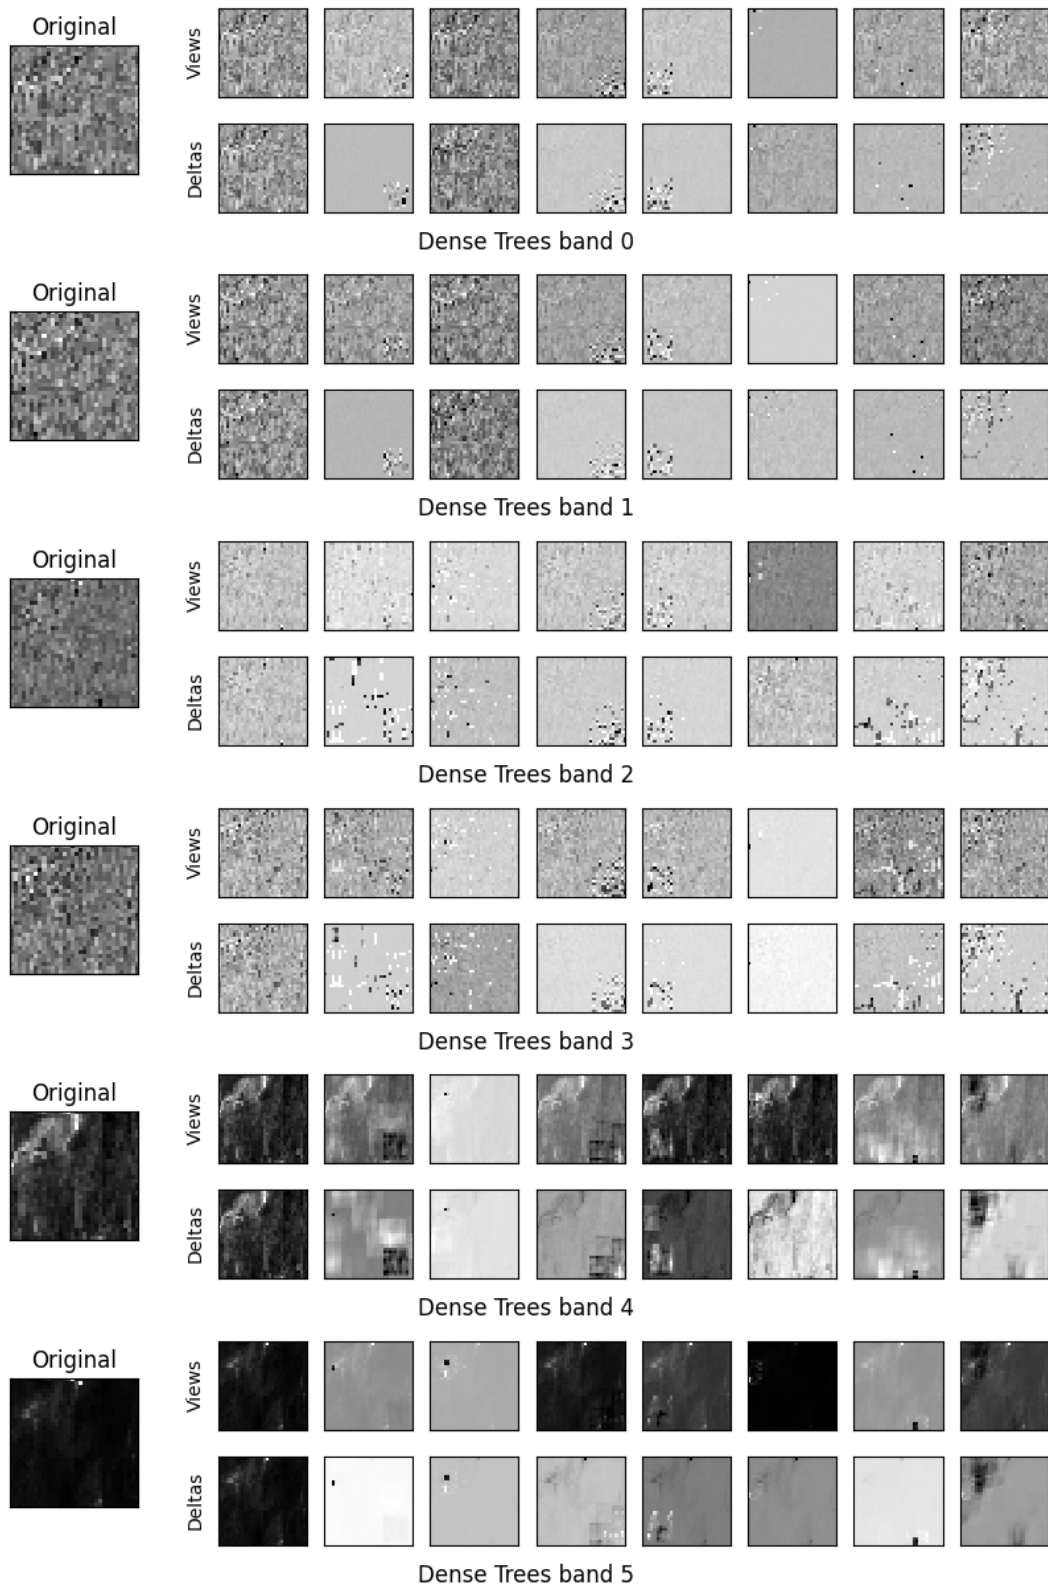 Original
Views
Deltas
Dense Trees band 0
Original
Views
Deltas
Dense Trees band 1
Original
Views
Deltas
Dense Trees band 2
Original
Views
Deltas
Dense Trees band 3
Original
Views
Deltas
Dense Trees band 4
Original
Views
Deltas
Dense Trees band 5